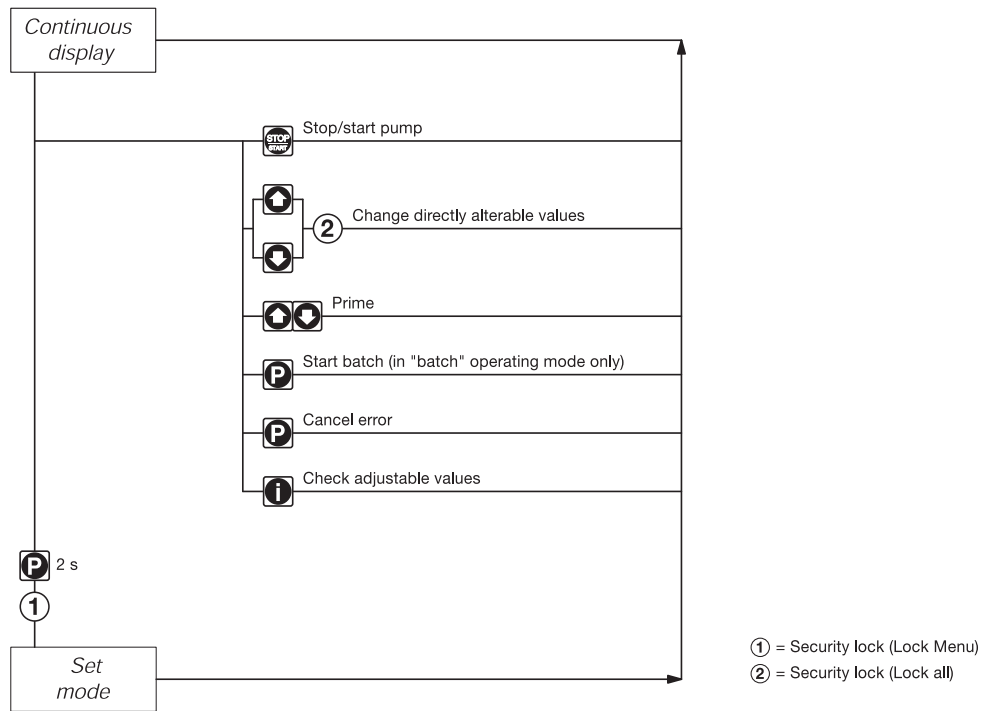 Continuous
display
STOP
START
Stop/start pump
2
Change directly alterable values
Prime
P
Start batch (in "batch" operating mode only)
P
Cancel error
i
Check adjustable values
P
2 s
1
Set
mode
1 = Security lock (Lock Menu)
2 = Security lock (Lock all)